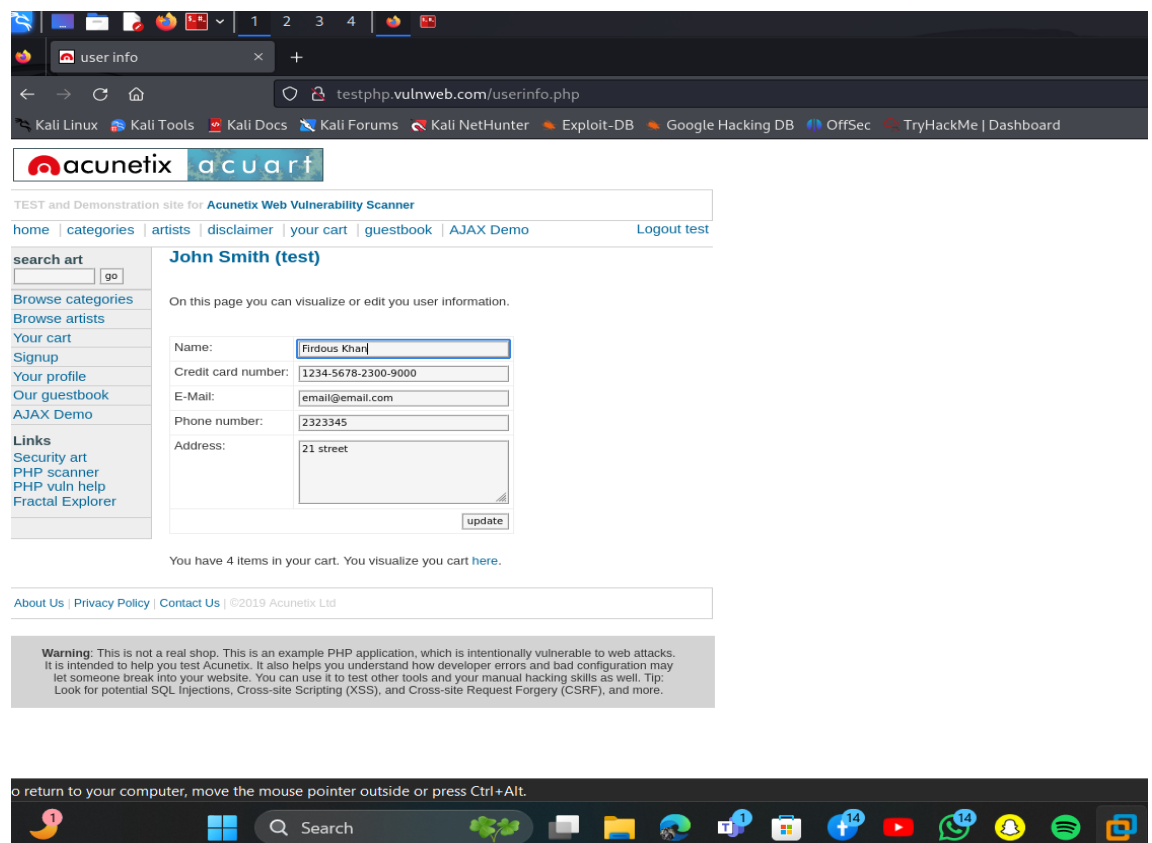 1 2 3 4
user info × +
testphp.vulnweb.com/userinfo.php
Kali Linux Kali Tools Kali Docs Kali Forums Kali NetHunter Exploit-DB Google Hacking DB OffSec TryHackMe | Dashboard
acunetix acuart
TEST and Demonstration site for Acunetix Web Vulnerability Scanner
home | categories | artists | disclaimer | your cart | guestbook | AJAX Demo Logout test
search art
go
Browse categories
Browse artists
Your cart
Signup
Your profile
Our guestbook
AJAX Demo
Links
Security art
PHP scanner
PHP vuln help
Fractal Explorer
John Smith (test)
On this page you can visualize or edit you user information.
Name: Firdous Khan
Credit card number: 1234-5678-2300-9000
E-Mail: email@email.com
Phone number: 2323345
Address: 21 street
update
You have 4 items in your cart. You visualize you cart here.
About Us | Privacy Policy | Contact Us | ©2019 Acunetix Ltd
Warning: This is not a real shop. This is an example PHP application, which is intentionally vulnerable to web attacks.
It is intended to help you test Acunetix. It also helps you understand how developer errors and bad configuration may
let someone break into your website. You can use it to test other tools and your manual hacking skills as well. Tip:
Look for potential SQL Injections, Cross-site Scripting (XSS), and Cross-site Request Forgery (CSRF), and more.
o return to your computer, move the mouse pointer outside or press Ctrl+Alt.
1 Search 1 14 14